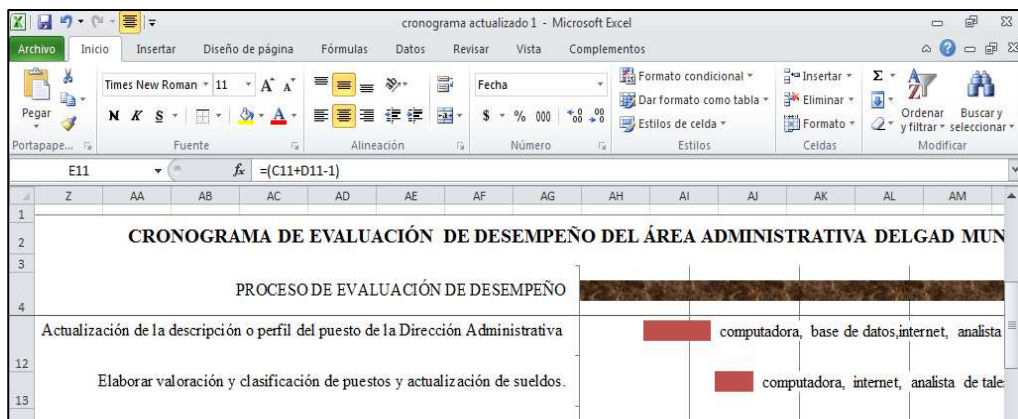 cronograma actualizado 1 - Microsoft Excel
Archivo Inicio Insertar Diseño de página Fórmulas Datos Revisar Vista Complementos
Times New Roman 11 A A Fecha Formato condicional Insertar Σ
Pegar N K S A $ % 000 Dar formato como tabla Eliminar Ordenar y filtrar Buscar y seleccionar
Estilos de celda Formato
Portapape... Fuente Alineación Número Estilos Celdas Modificar
E11 fx =(C11+D11-1)
Z AA AB AC AD AE AF AG AH AI AJ AK AL AM
1
2 CRONOGRAMA DE EVALUACIÓN DE DESEMPEÑO DEL ÁREA ADMINISTRATIVA DELGAD MUN
3
4 PROCESO DE EVALUACIÓN DE DESEMPEÑO
12 Actualización de la descripción o perfil del puesto de la Dirección Administrativa computadora, base de datos,internet, analista
13 Elaborar valoración y clasificación de puestos y actualización de sueldos. computadora, internet, analista de tale